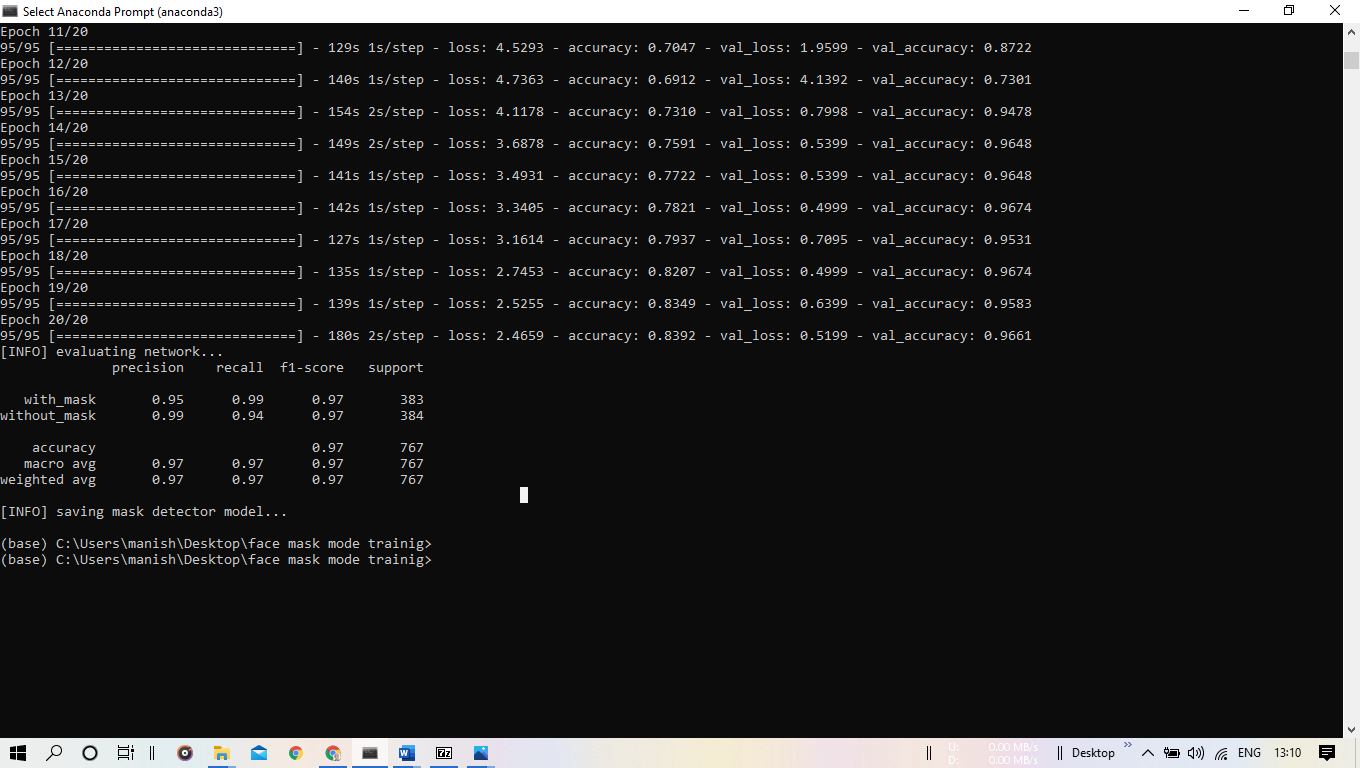 Select Anaconda Prompt (anaconda3)
Epoch 11/20
95/95 [==============================] - 129s 1s/step - loss: 4.5293 - accuracy: 0.7047 - val_loss: 1.9599 - val_accuracy: 0.8722
Epoch 12/20
95/95 [==============================] - 140s 1s/step - loss: 4.7363 - accuracy: 0.6912 - val_loss: 4.1392 - val_accuracy: 0.7301
Epoch 13/20
95/95 [==============================] - 154s 2s/step - loss: 4.1178 - accuracy: 0.7310 - val_loss: 0.7998 - val_accuracy: 0.9478
Epoch 14/20
95/95 [==============================] - 149s 2s/step - loss: 3.6878 - accuracy: 0.7591 - val_loss: 0.5399 - val_accuracy: 0.9648
Epoch 15/20
95/95 [==============================] - 141s 1s/step - loss: 3.4931 - accuracy: 0.7722 - val_loss: 0.5399 - val_accuracy: 0.9648
Epoch 16/20
95/95 [==============================] - 142s 1s/step - loss: 3.3405 - accuracy: 0.7821 - val_loss: 0.4999 - val_accuracy: 0.9674
Epoch 17/20
95/95 [==============================] - 127s 1s/step - loss: 3.1614 - accuracy: 0.7937 - val_loss: 0.7095 - val_accuracy: 0.9531
Epoch 18/20
95/95 [==============================] - 135s 1s/step - loss: 2.7453 - accuracy: 0.8207 - val_loss: 0.4999 - val_accuracy: 0.9674
Epoch 19/20
95/95 [==============================] - 139s 1s/step - loss: 2.5255 - accuracy: 0.8349 - val_loss: 0.6399 - val_accuracy: 0.9583
Epoch 20/20
95/95 [==============================] - 180s 2s/step - loss: 2.4659 - accuracy: 0.8392 - val_loss: 0.5199 - val_accuracy: 0.9661
[INFO] evaluating network...
precision recall f1-score support
with_mask 0.95 0.99 0.97 383
without_mask 0.99 0.94 0.97 384
accuracy 0.97 767
macro avg 0.97 0.97 0.97 767
weighted avg 0.97 0.97 0.97 767
[INFO] saving mask detector model...
(base) C:\Users\manish\Desktop\face mask mode trainig>
(base) C:\Users\manish\Desktop\face mask mode trainig>
U: 0.00 MB/s
D: 0.00 MB/s
Desktop
ENG
13:10